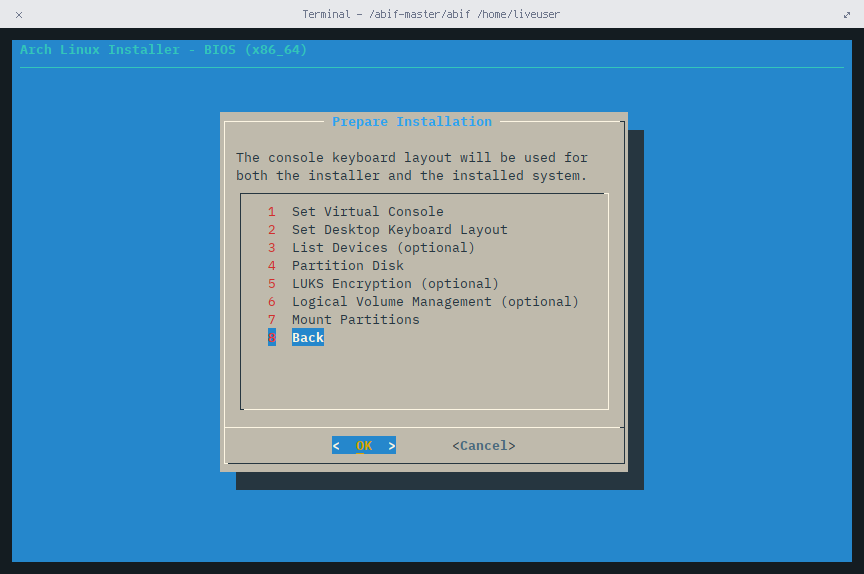 Terminal - /abif-master/abif /home/liveuser
Arch Linux Installer - BIOS (x86_64)
Prepare Installation
The console keyboard layout will be used for
both the installer and the installed system.
1 Set Virtual Console
2 Set Desktop Keyboard Layout
3 List Devices (optional)
4 Partition Disk
5 LUKS Encryption (optional)
6 Logical Volume Management (optional)
7 Mount Partitions
8 Back
< OK > <Cancel>